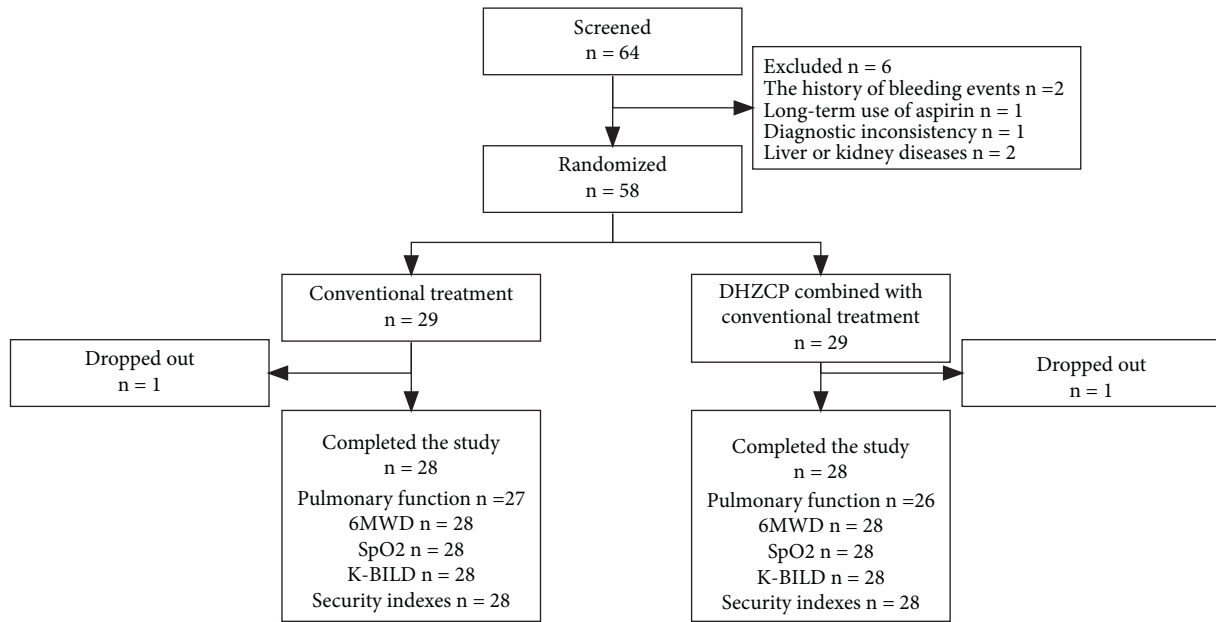 Screened
n = 64
Excluded n = 6
The history of bleeding events n =2
Long-term use of aspirin n = 1
Diagnostic inconsistency n = 1
Liver or kidney diseases n = 2
Randomized
n = 58
Conventional treatment
n = 29
DHZCP combined with
conventional treatment
n = 29
Dropped out
n = 1
Dropped out
n = 1
Completed the study
n = 28
Pulmonary function n =27
6MWD n = 28
SpO2 n = 28
K-BILD n = 28
Security indexes n = 28
Completed the study
n = 28
Pulmonary function n =26
6MWD n = 28
SpO2 n = 28
K-BILD n = 28
Security indexes n = 28